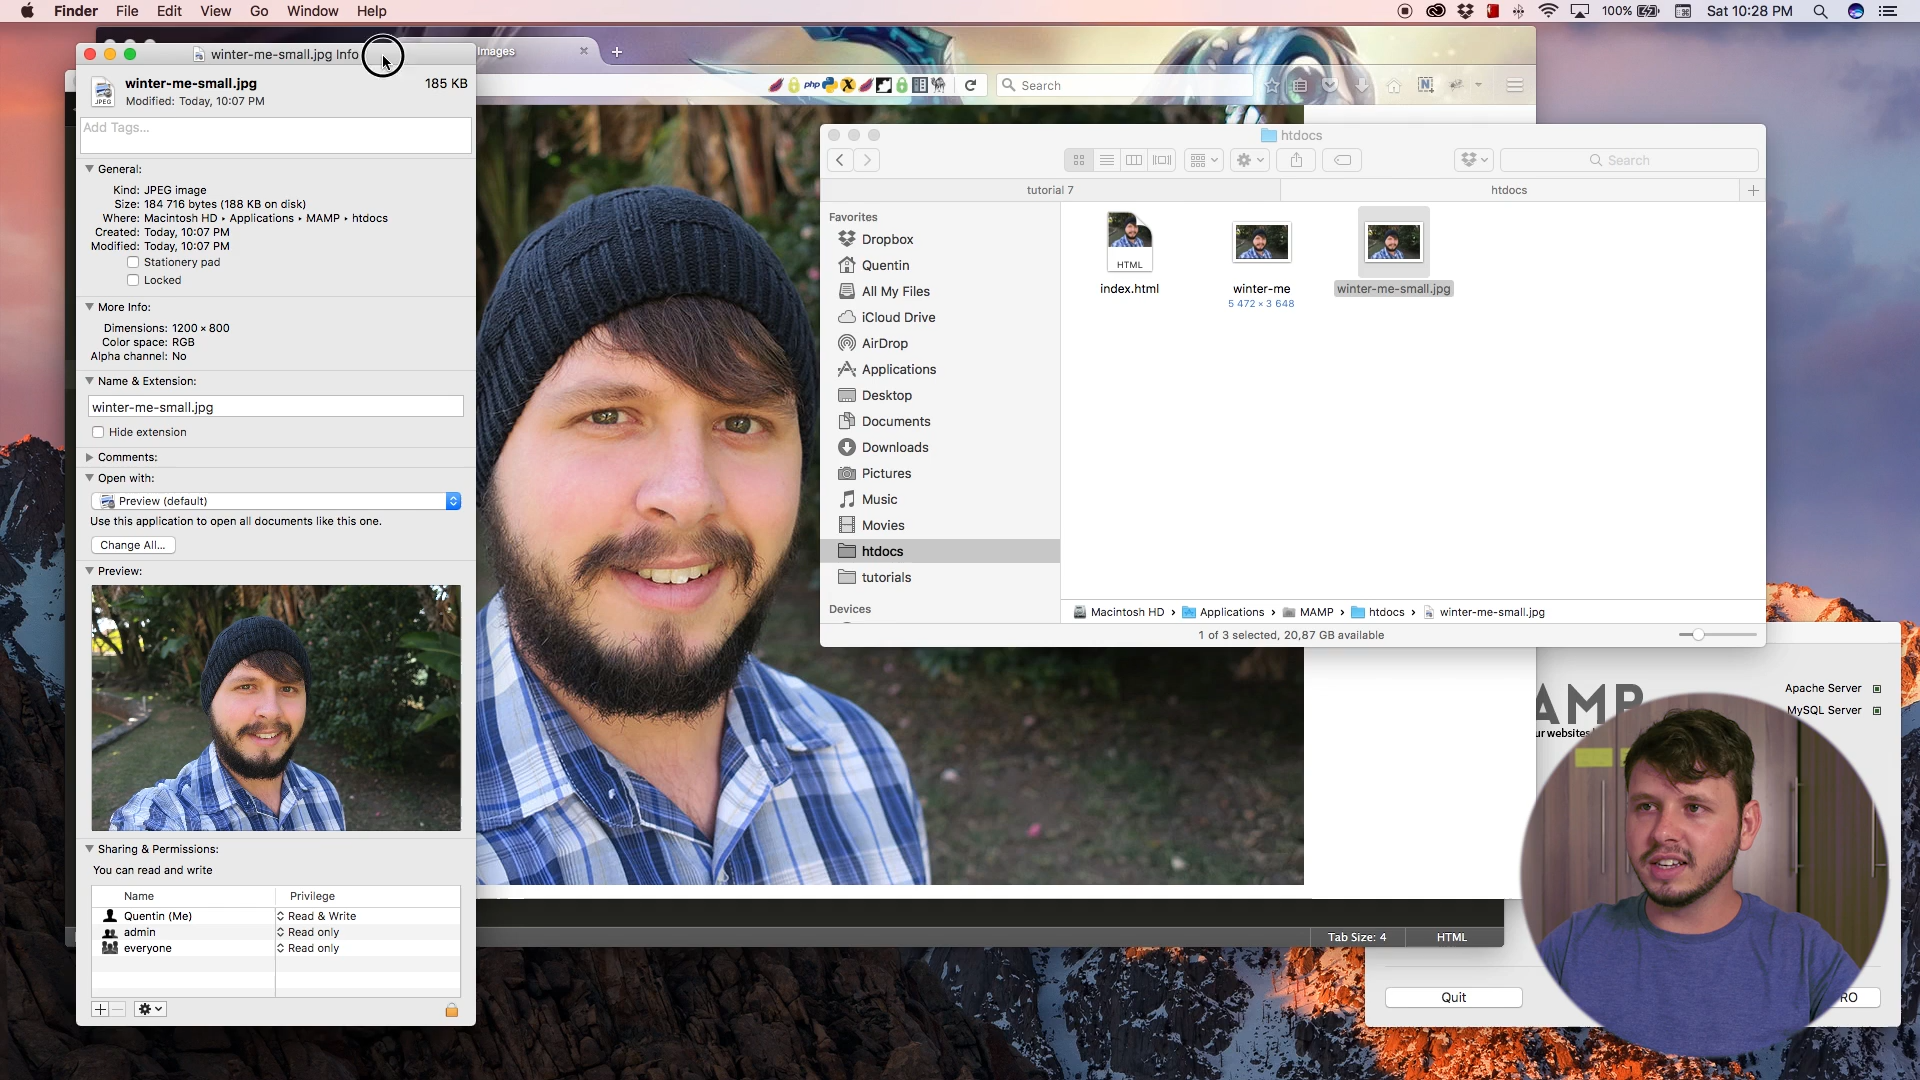 Finder File Edit View Go Window Help
100% Sat 10:28 PM
winter-me-small.jpg Info
Images
winter-me-small.jpg 185 KB
Modified: Today, 10:07 PM
Add Tags...
php
Search
General:
Kind: JPEG image
Size: 184 716 bytes (188 KB on disk)
Where: Macintosh HD ▸ Applications ▸ MAMP ▸ htdocs
Created: Today, 10:07 PM
Modified: Today, 10:07 PM
Stationery pad
Locked
More Info:
Dimensions: 1200 × 800
Color space: RGB
Alpha channel: No
Name & Extension:
winter-me-small.jpg
Hide extension
Comments:
Open with:
Preview (default)
Use this application to open all documents like this one.
Change All...
Preview:
Sharing & Permissions:
You can read and write
Name Privilege
Quentin (Me) Read & Write
admin Read only
everyone Read only
htdocs
Search
tutorial 7 htdocs
Favorites
Dropbox
Quentin
All My Files
iCloud Drive
AirDrop
Applications
Desktop
Documents
Downloads
Pictures
Music
Movies
htdocs
tutorials
Devices
JPEG
HTML
index.html
winter-me
5 472 × 3 648
winter-me-small.jpg
Macintosh HD › Applications › MAMP › htdocs › winter-me-small.jpg
1 of 3 selected, 20,87 GB available
Apache Server
MySQL Server
AMP
ur websites
Tab Size: 4 HTML
Quit
RO